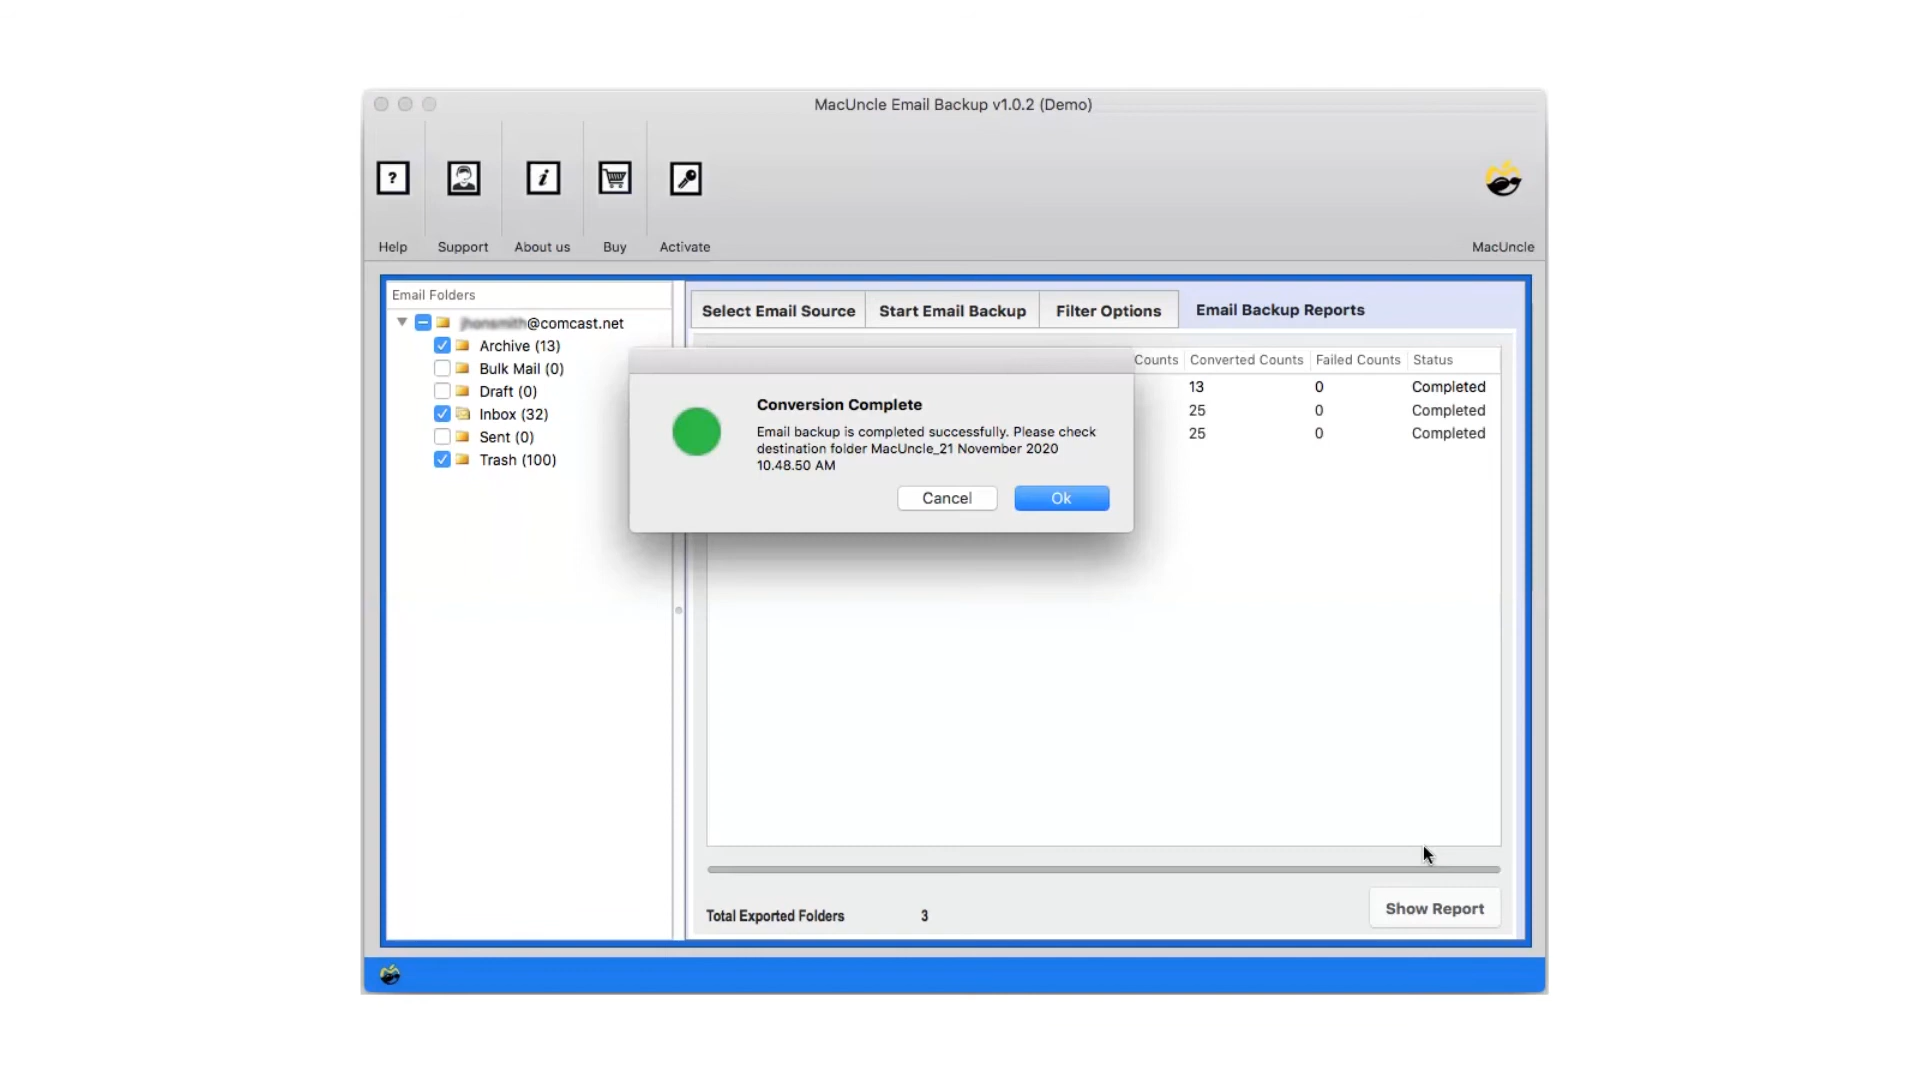 MacUncle Email Backup v1.0.2 (Demo)
?
i
Help
Support
About us
Buy
Activate
MacUncle
Email Folders
@comcast.net
Archive (13)
Bulk Mail (0)
Draft (0)
Inbox (32)
Sent (0)
Trash (100)
Select Email Source
Start Email Backup
Filter Options
Email Backup Reports
Counts Converted Counts Failed Counts Status
13 0 Completed
25 0 Completed
25 0 Completed
Conversion Complete
Email backup is completed successfully. Please check
destination folder MacUncle_21 November 2020
10.48.50 AM
Cancel
Ok
Total Exported Folders 3
Show Report